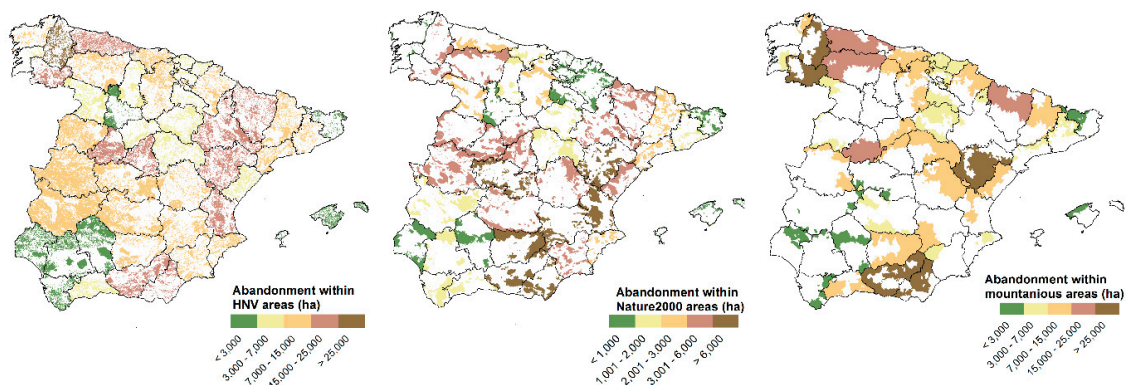 Abandonment within
HNV areas (ha)
< 3,000
3,000 - 7,000
7,000 - 15,000
15,000 - 25,000
> 25,000
Abandonment within
Nature2000 areas (ha)
< 1,000
1,001 - 2,000
2,001 - 3,000
3,001 - 6,000
> 6,000
Abandonment within
mountanious areas (ha)
< 3,000
3,000 - 7,000
7,000 - 15,000
15,000 - 25,000
> 25,000